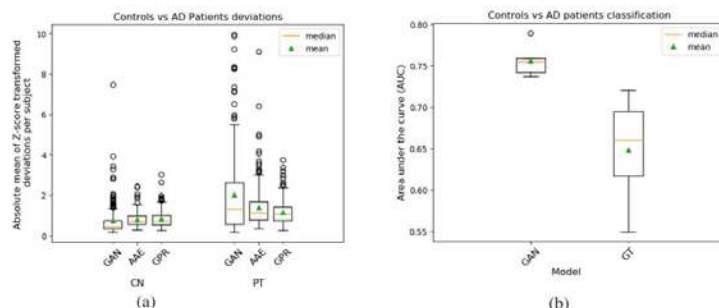 Controls vs AD Patients deviations
Absolute mean of Z-score transformed
deviations per subject
10
8
6
4
2
0
median
mean
GAN
AAE
GPR
GAN
AAE
GPR
CN
PT
(a)
Controls vs AD patients classification
Area under the curve (AUC)
0.80
0.75
0.70
0.65
0.60
0.55
median
mean
GAN
GT
Model
(b)